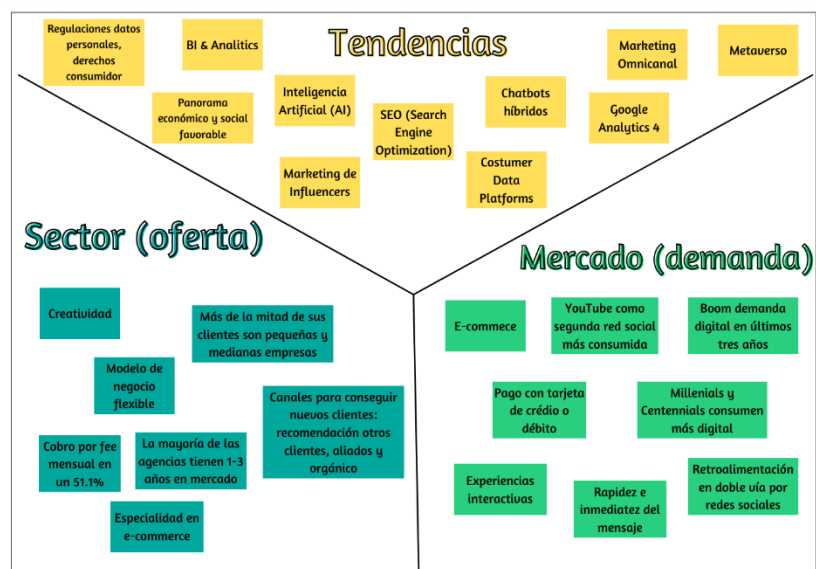 Tendencias
Regulaciones datos
personales,
derechos
consumidor
BI & Analitics
Marketing
Omnicanal
Metaverso
Panorama
económico y social
favorable
Inteligencia
Artificial (AI)
SEO (Search
Engine
Optimization)
Chatbots
híbridos
Google
Analytics 4
Marketing de
Influencers
Costumer
Data
Platforms
Sector (oferta)
Creatividad
Más de la mitad de sus
clientes son pequeñas y
medianas empresas
Modelo de
negocio
flexible
Canales para conseguir
nuevos clientes:
recomendación otros
clientes, aliados y
orgánico
Cobro por fee
mensual en
un 51.1%
La mayoría de las
agencias tienen 1-3
años en mercado
Especialidad en
e-commerce
Mercado (demanda)
E-commece
YouTube como
segunda red social
más consumida
Boom demanda
digital en últimos
tres años
Pago con tarjeta
de crédio o
débito
Millenials y
Centennials consumen
más digital
Experiencias
interactivas
Rapidez e
inmediatez del
mensaje
Retroalimentación
en doble vía por
redes sociales